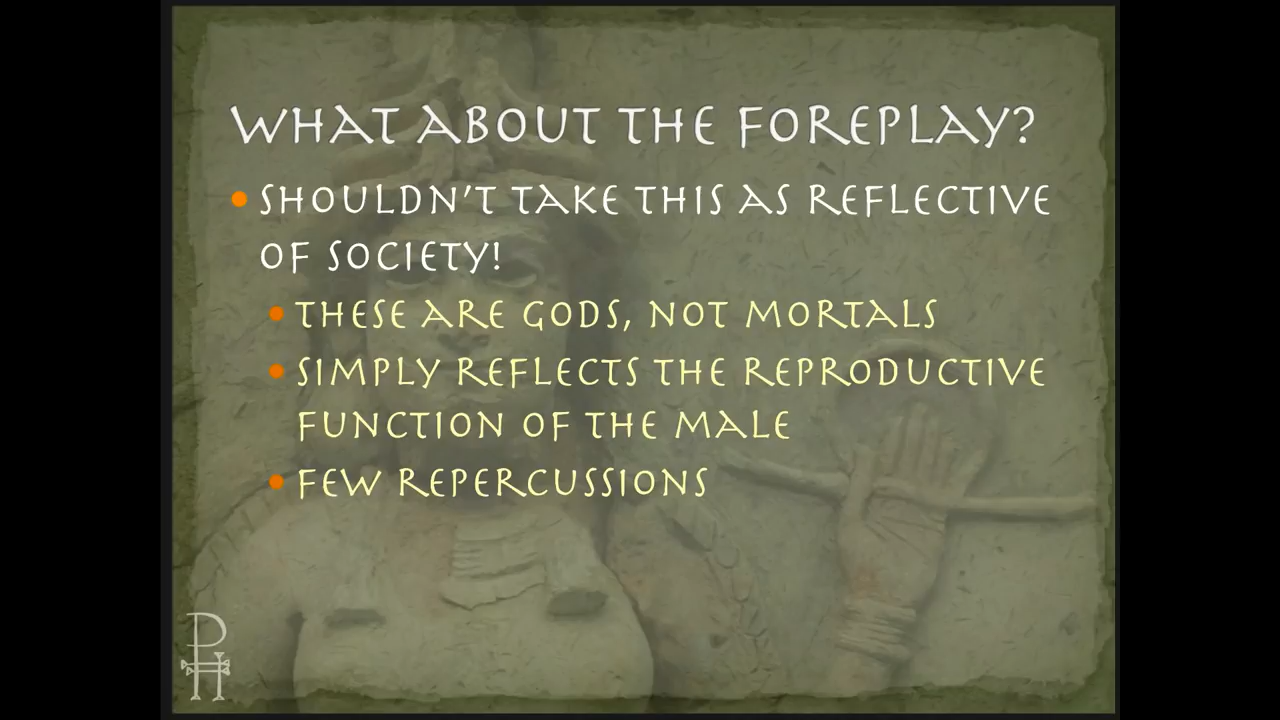 WHAT ABOUT THE FOREPLAY?
• SHOULDN'T TAKE THIS AS REFLECTIVE
OF SOCIETY!
• THESE ARE GODS, NOT MORTALS
• SIMPLY REFLECTS THE REPRODUCTIVE
FUNCTION OF THE MALE
• FEW REPERCUSSIONS
PH